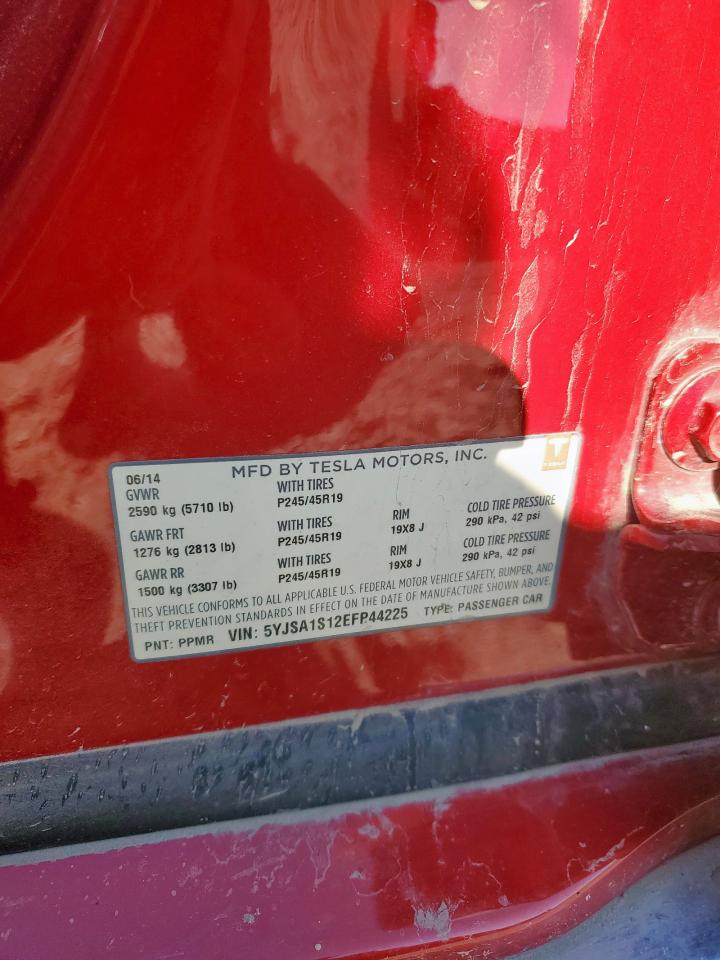 MFD BY TESLA MOTORS, INC.
06/14
GVWR WITH TIRES
2590 kg (5710 lb) P245/45R19
GAWR FRT WITH TIRES RIM COLD TIRE PRESSURE
1276 kg (2813 lb) P245/45R19 19X8 J 290 kPa, 42 psi
GAWR RR WITH TIRES RIM COLD TIRE PRESSURE
1500 kg (3307 lb) P245/45R19 19X8 J 290 kPa, 42 psi
THIS VEHICLE CONFORMS TO ALL APPLICABLE U.S. FEDERAL MOTOR VEHICLE SAFETY, BUMPER, AND
THEFT PREVENTION STANDARDS IN EFFECT ON THE DATE OF MANUFACTURE SHOWN ABOVE.
PNT: PPMR VIN: 5YJSA1S12EFP44225 TYPE: PASSENGER CAR